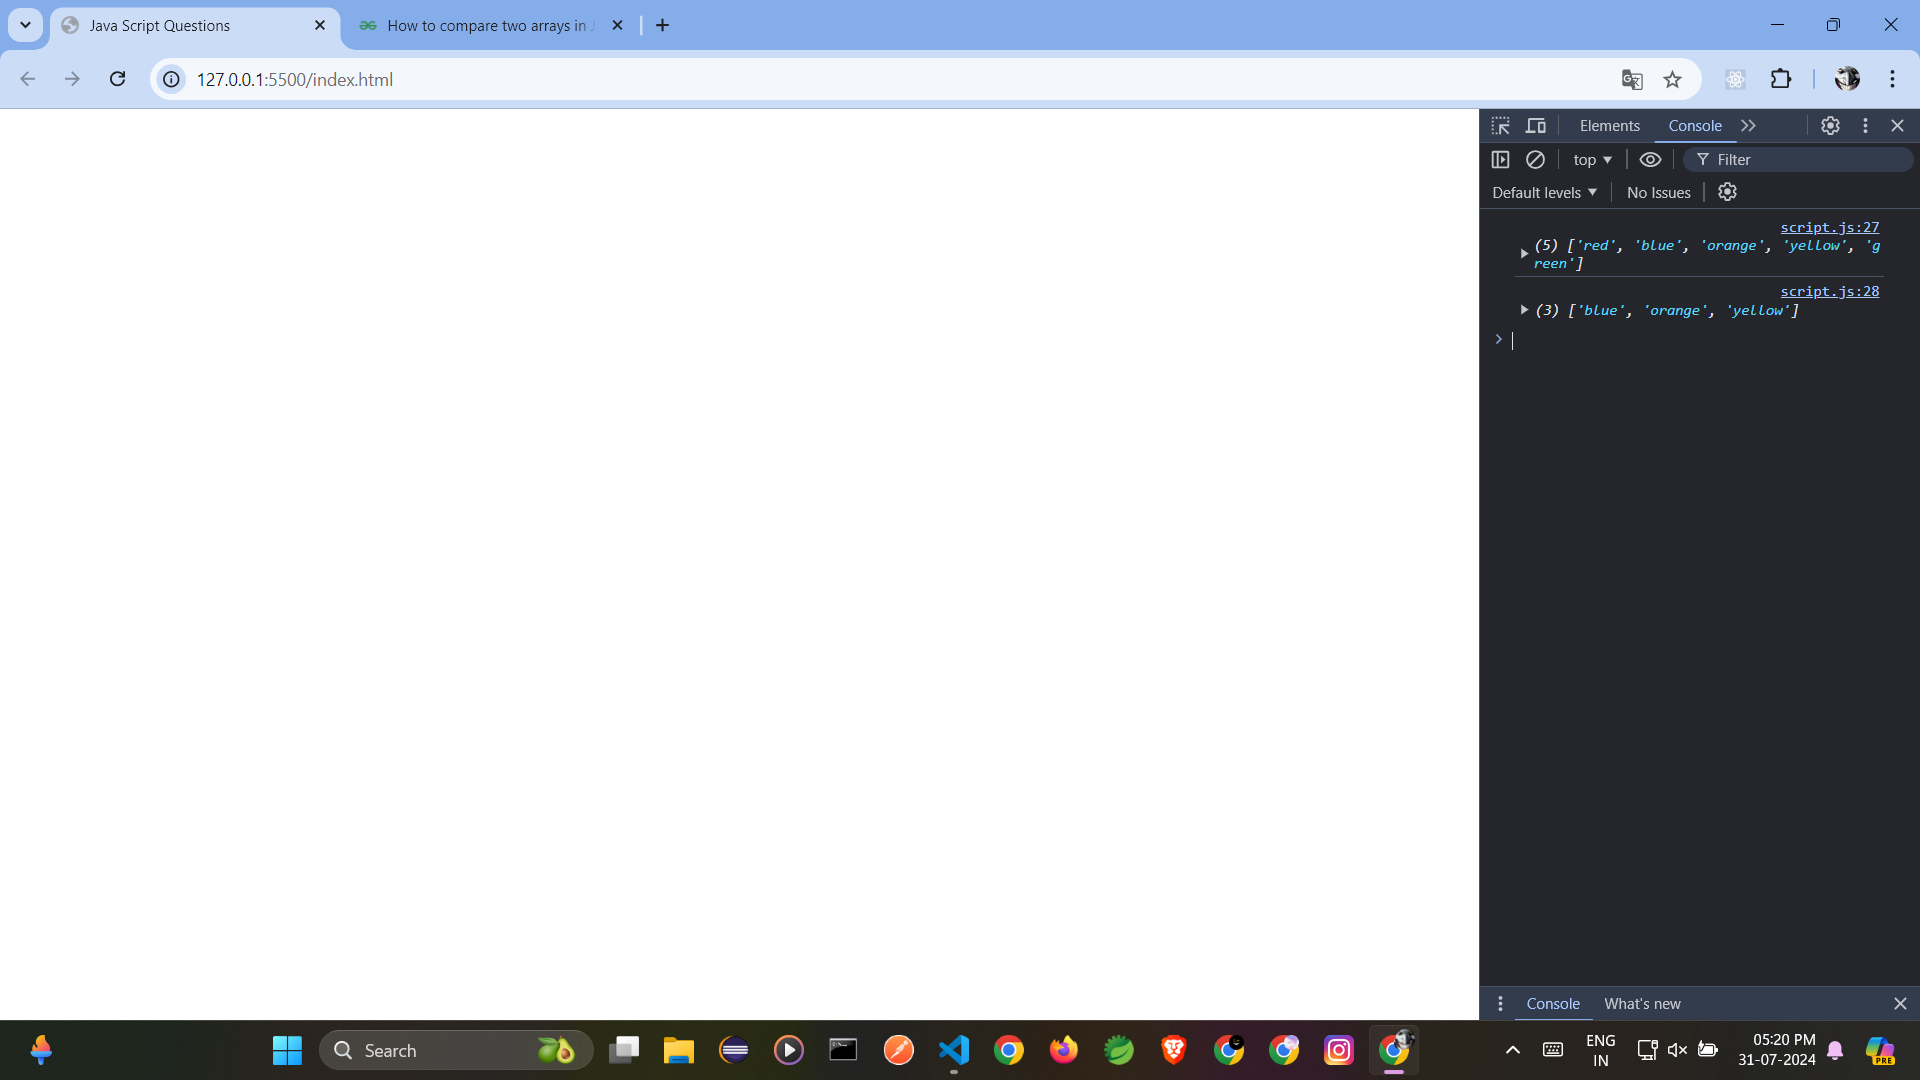 Java Script Questions
How to compare two arrays in J
127.0.0.1:5500/index.html
Elements
Console
top
Filter
Default levels
No Issues
script.js:27
(5) ['red', 'blue', 'orange', 'yellow', 'g
reen']
script.js:28
(3) ['blue', 'orange', 'yellow']
Console
What's new
Search
ENG
IN
05:20 PM
31-07-2024
PRE